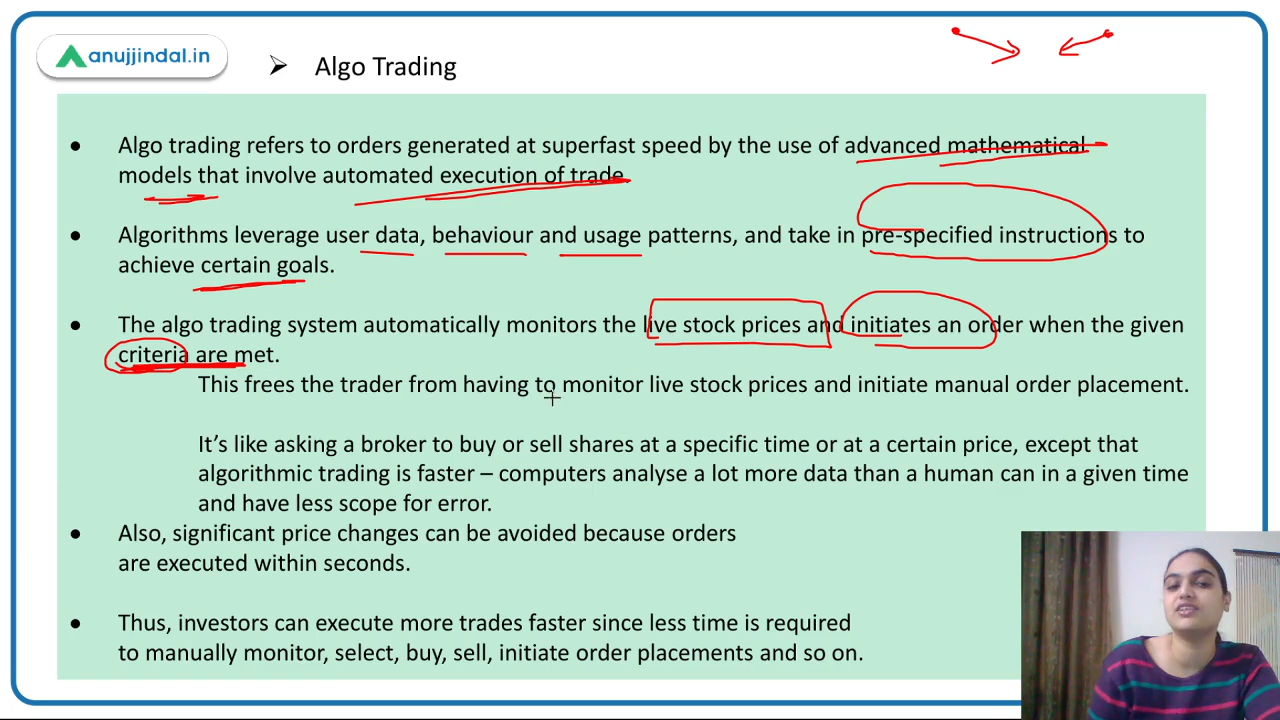 anujjindal.in
➢ Algo Trading
• Algo trading refers to orders generated at superfast speed by the use of advanced mathematical
models that involve automated execution of trade.
• Algorithms leverage user data, behaviour and usage patterns, and take in pre-specified instructions to
achieve certain goals.
• The algo trading system automatically monitors the live stock prices and initiates an order when the given
criteria are met.
This frees the trader from having to monitor live stock prices and initiate manual order placement.
It’s like asking a broker to buy or sell shares at a specific time or at a certain price, except that
algorithmic trading is faster – computers analyse a lot more data than a human can in a given time
and have less scope for error.
• Also, significant price changes can be avoided because orders
are executed within seconds.
• Thus, investors can execute more trades faster since less time is required
to manually monitor, select, buy, sell, initiate order placements and so on.